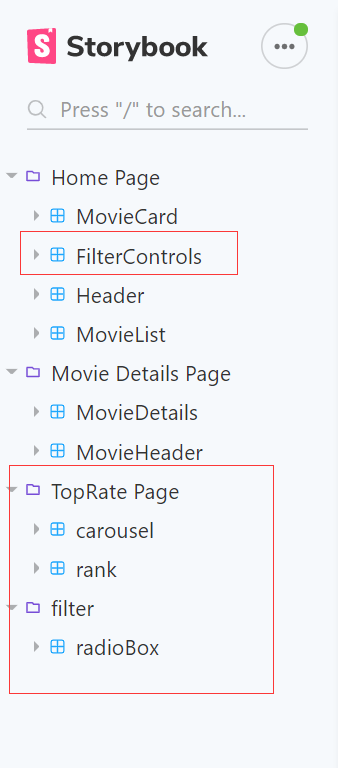 Storybook
Press "/" to search...
Home Page
MovieCard
FilterControls
Header
MovieList
Movie Details Page
MovieDetails
MovieHeader
TopRate Page
carousel
rank
filter
radioBox